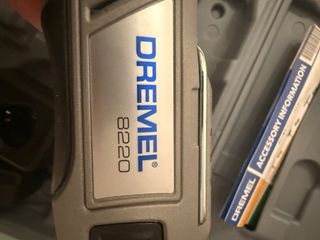 DREMEL®
8220
DREMEL
ACCESSORY INFORMATION